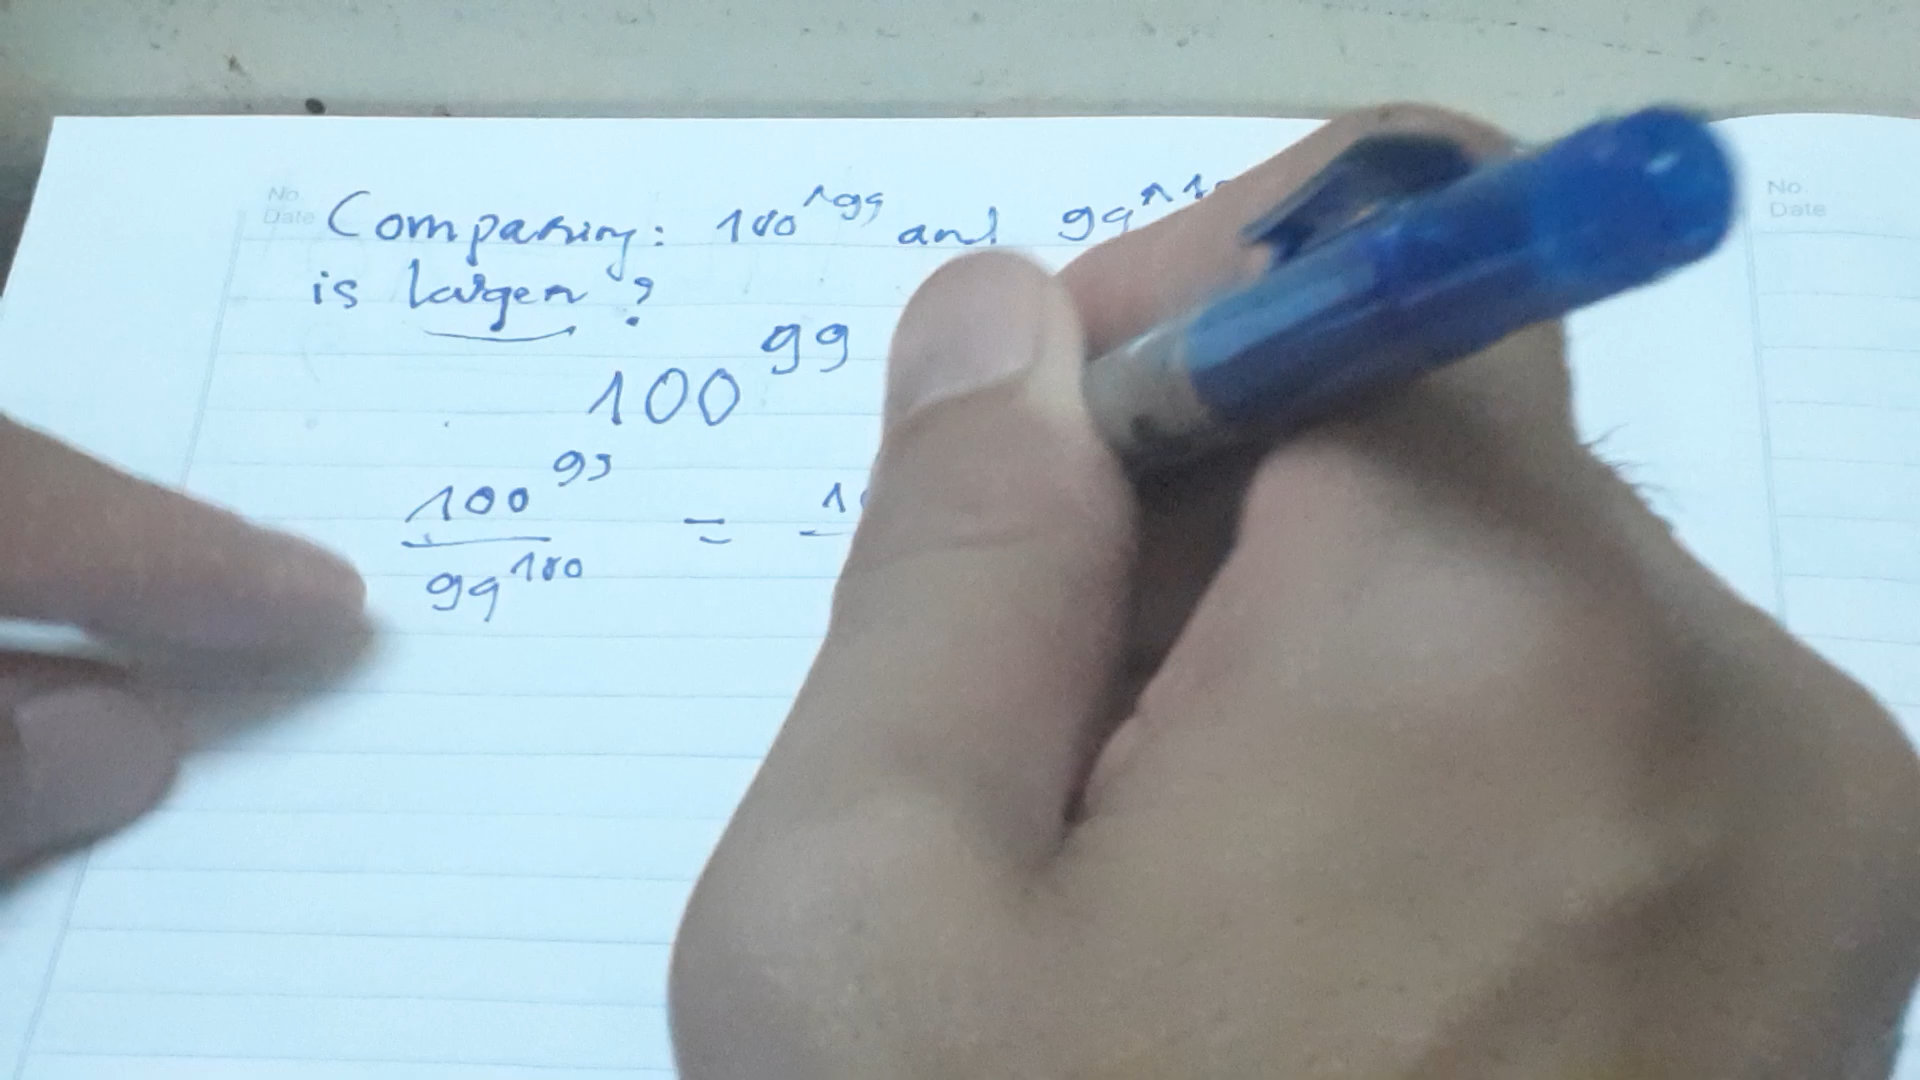 No.
Date
Comparing: 100^99 and 99^
is larger?
100^99
100^99 / 99^100 =
No.
Date